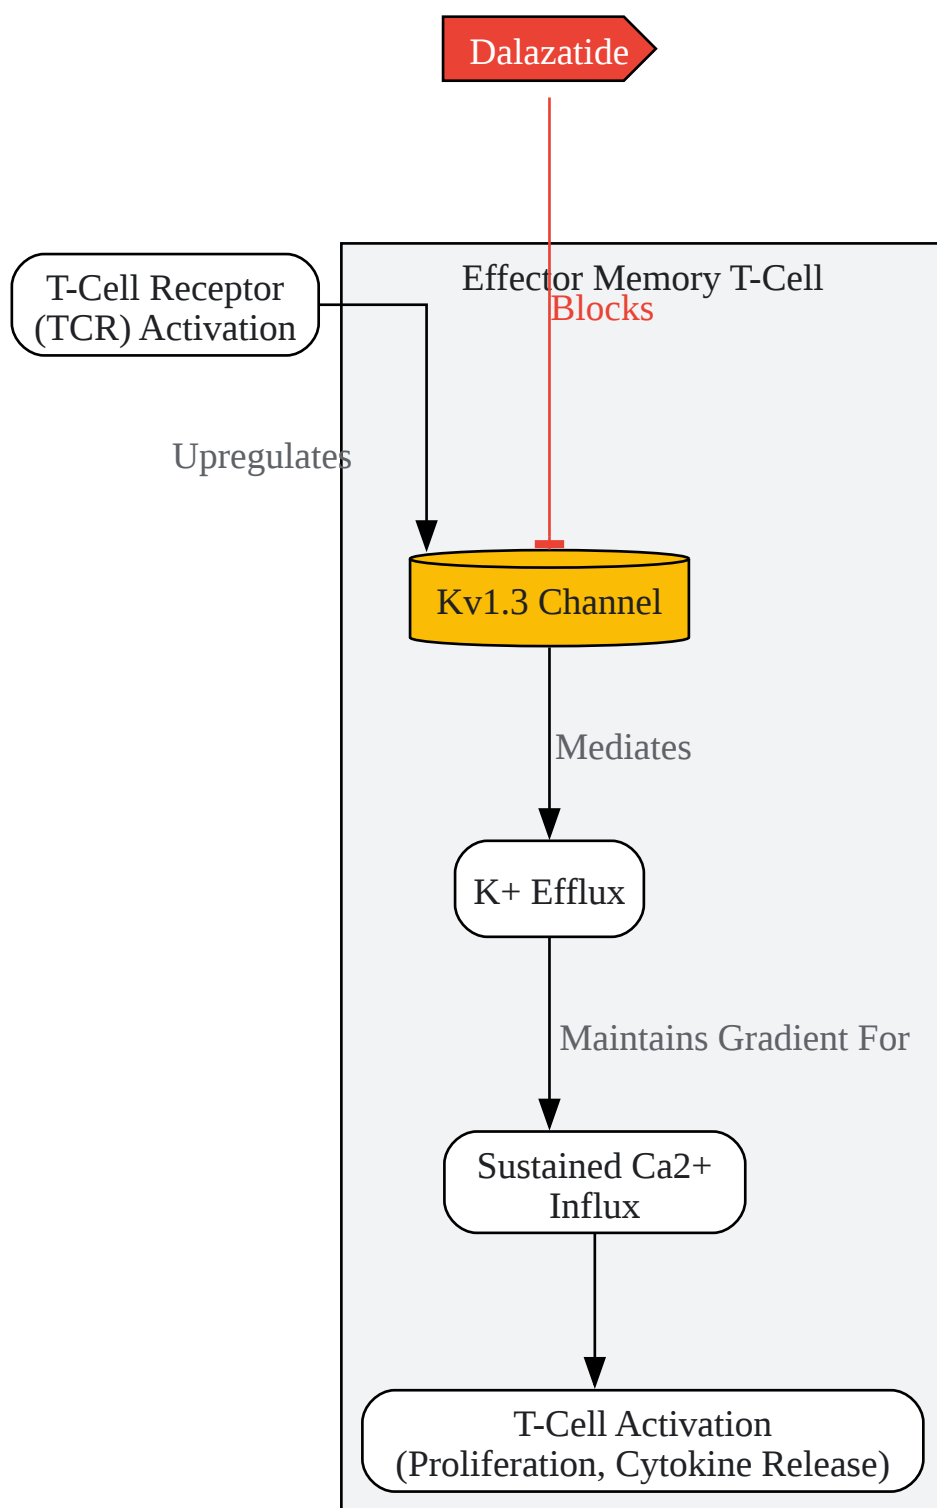 Dalazatide
Effector Memory T-Cell
Blocks
T-Cell Receptor
(TCR) Activation
Upregulates
Kv1.3 Channel
Mediates
K+ Efflux
Maintains Gradient For
Sustained Ca2+
Influx
T-Cell Activation
(Proliferation, Cytokine Release)